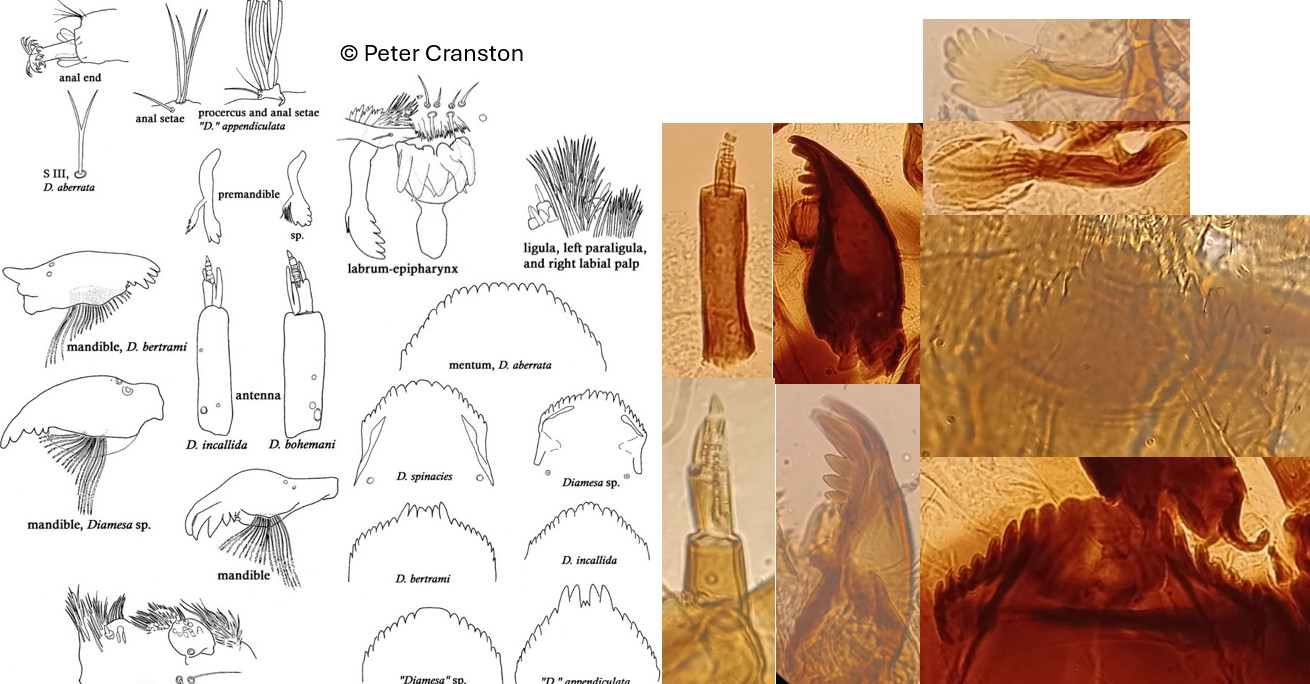 © Peter Cranston
anal end
anal setae
procercus and anal setae
"D." appendiculata
S III,
D. aberrata
premandible
sp.
labrum-epipharynx
ligula, left paraligula,
and right labial palp
mandible, D. bertrami
mentum, D. aberrata
antenna
D. incallida
D. bohemani
D. spinacies
Diamesa sp.
mandible, Diamesa sp.
D. incallida
mandible
D. bertrami
"Diamesa" sp.
"D." appendiculata